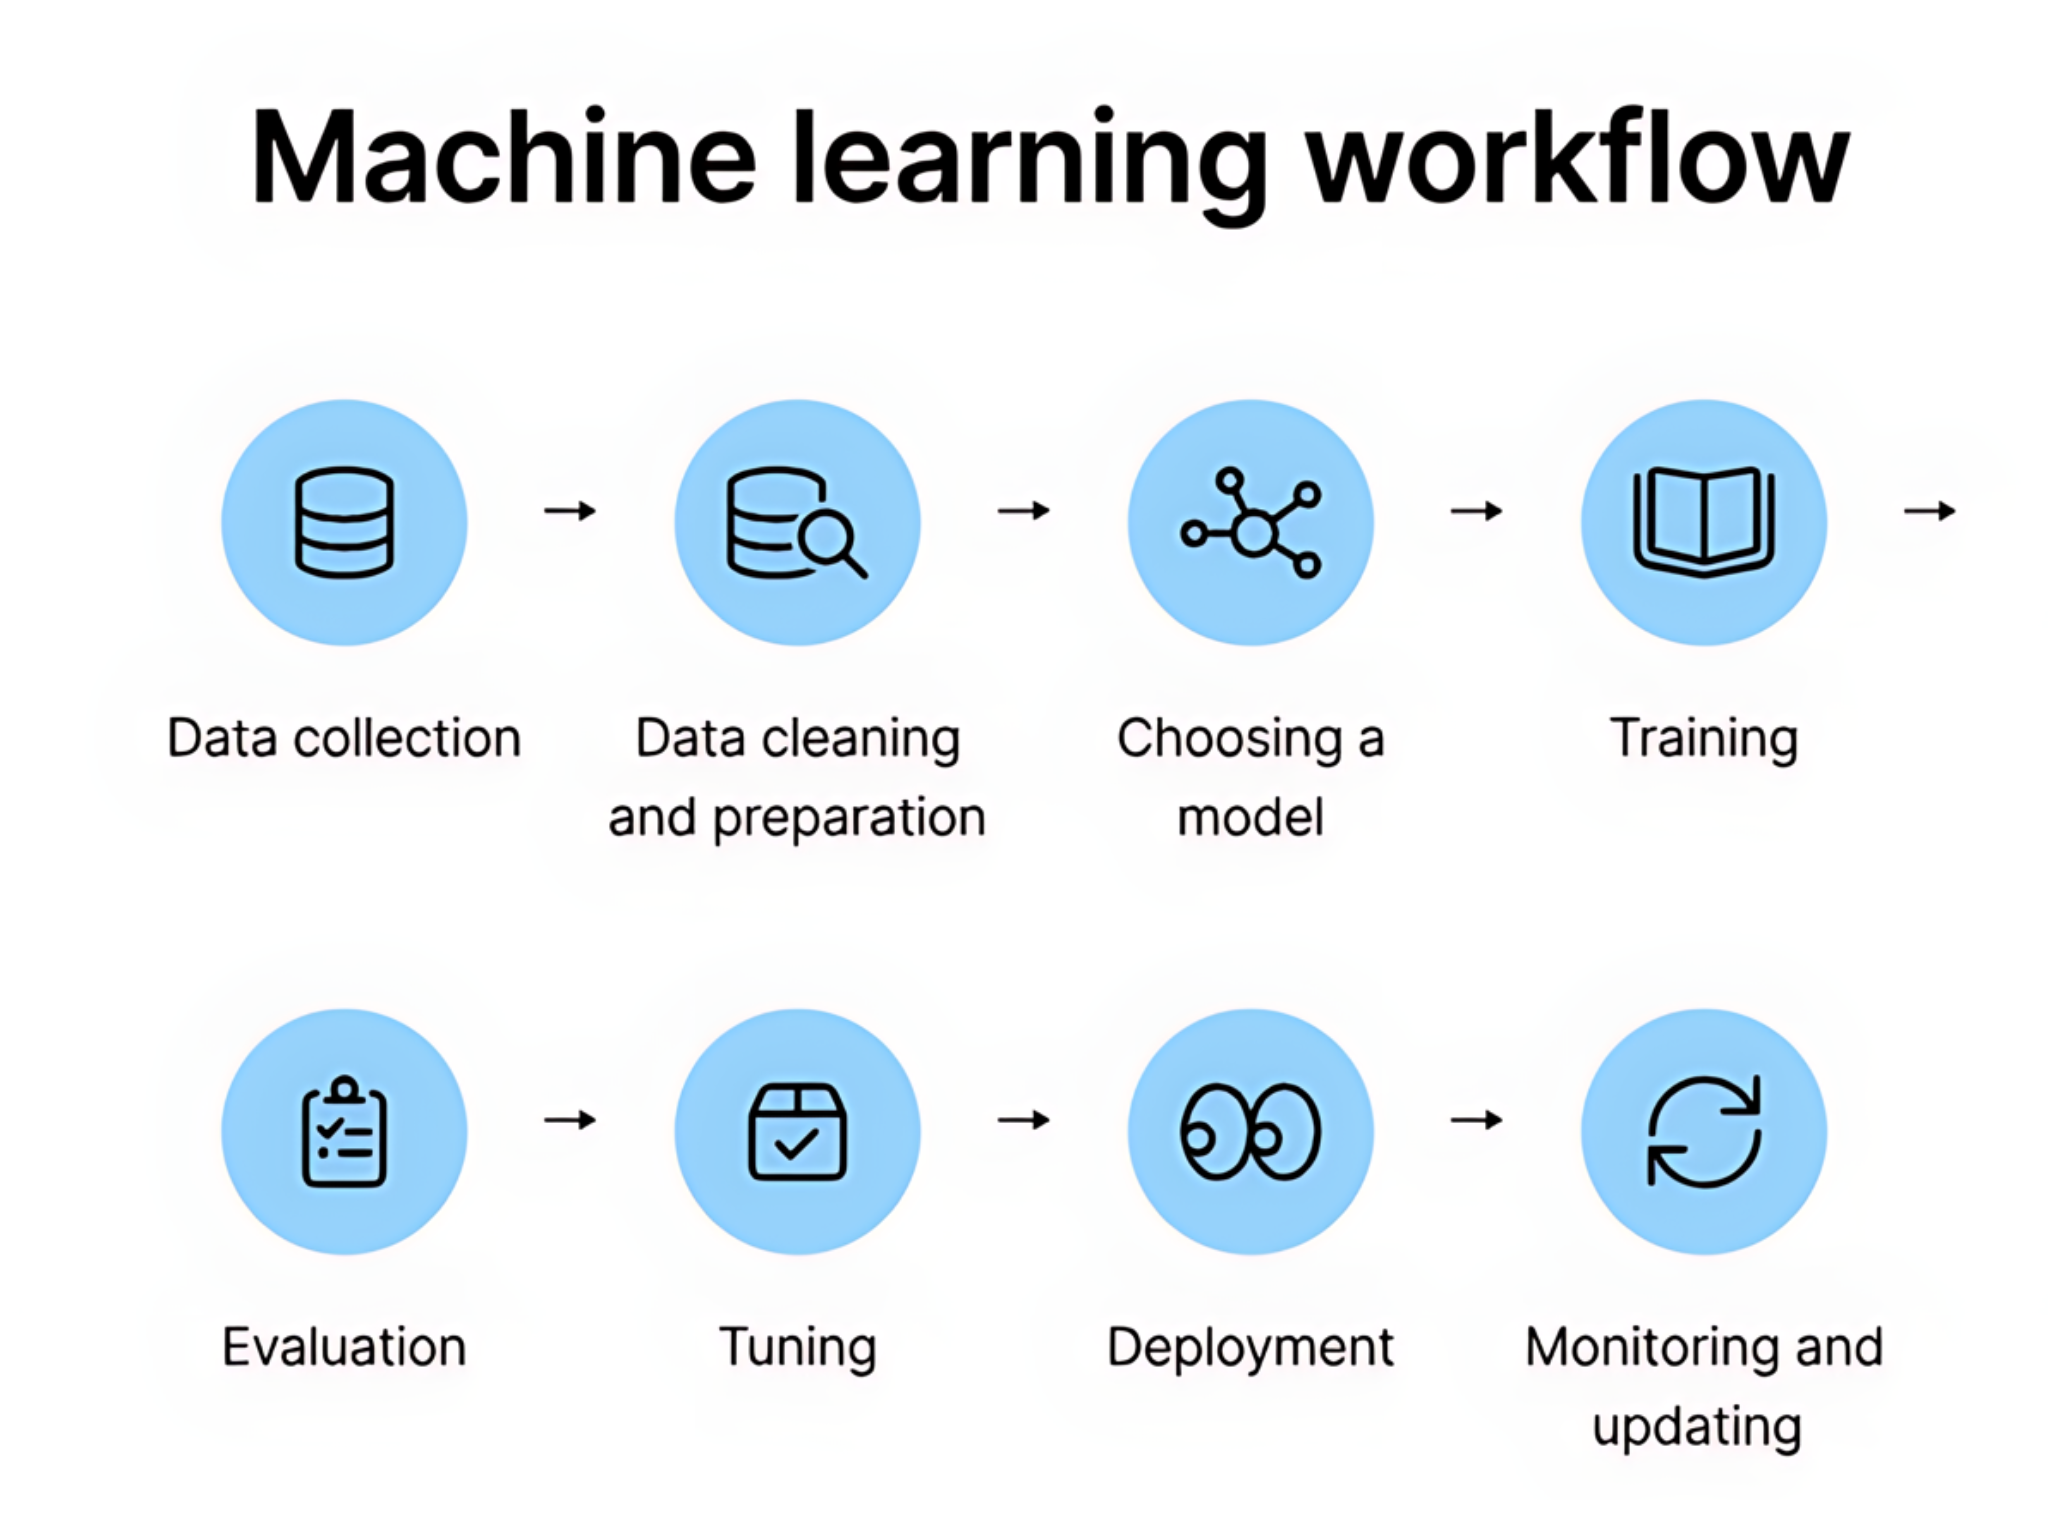 Machine learning workflow
Data collection
Data cleaning
and preparation
Choosing a
model
Training
Evaluation
Tuning
Deployment
Monitoring and
updating